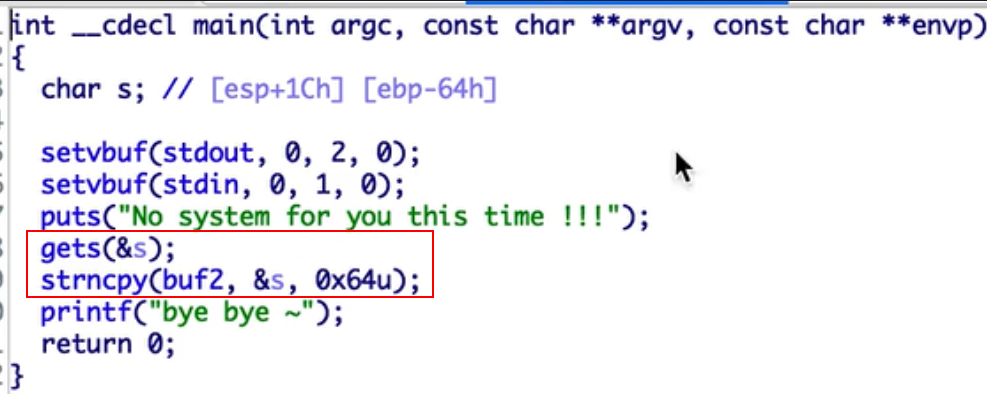 int __cdecl main(int argc, const char **argv, const char **envp)
{
char s; // [esp+1Ch] [ebp-64h]
setvbuf(stdout, 0, 2, 0);
setvbuf(stdin, 0, 1, 0);
puts("No system for you this time !!!");
gets(&s);
strncpy(buf2, &s, 0x64u);
printf("bye bye ~");
return 0;
}